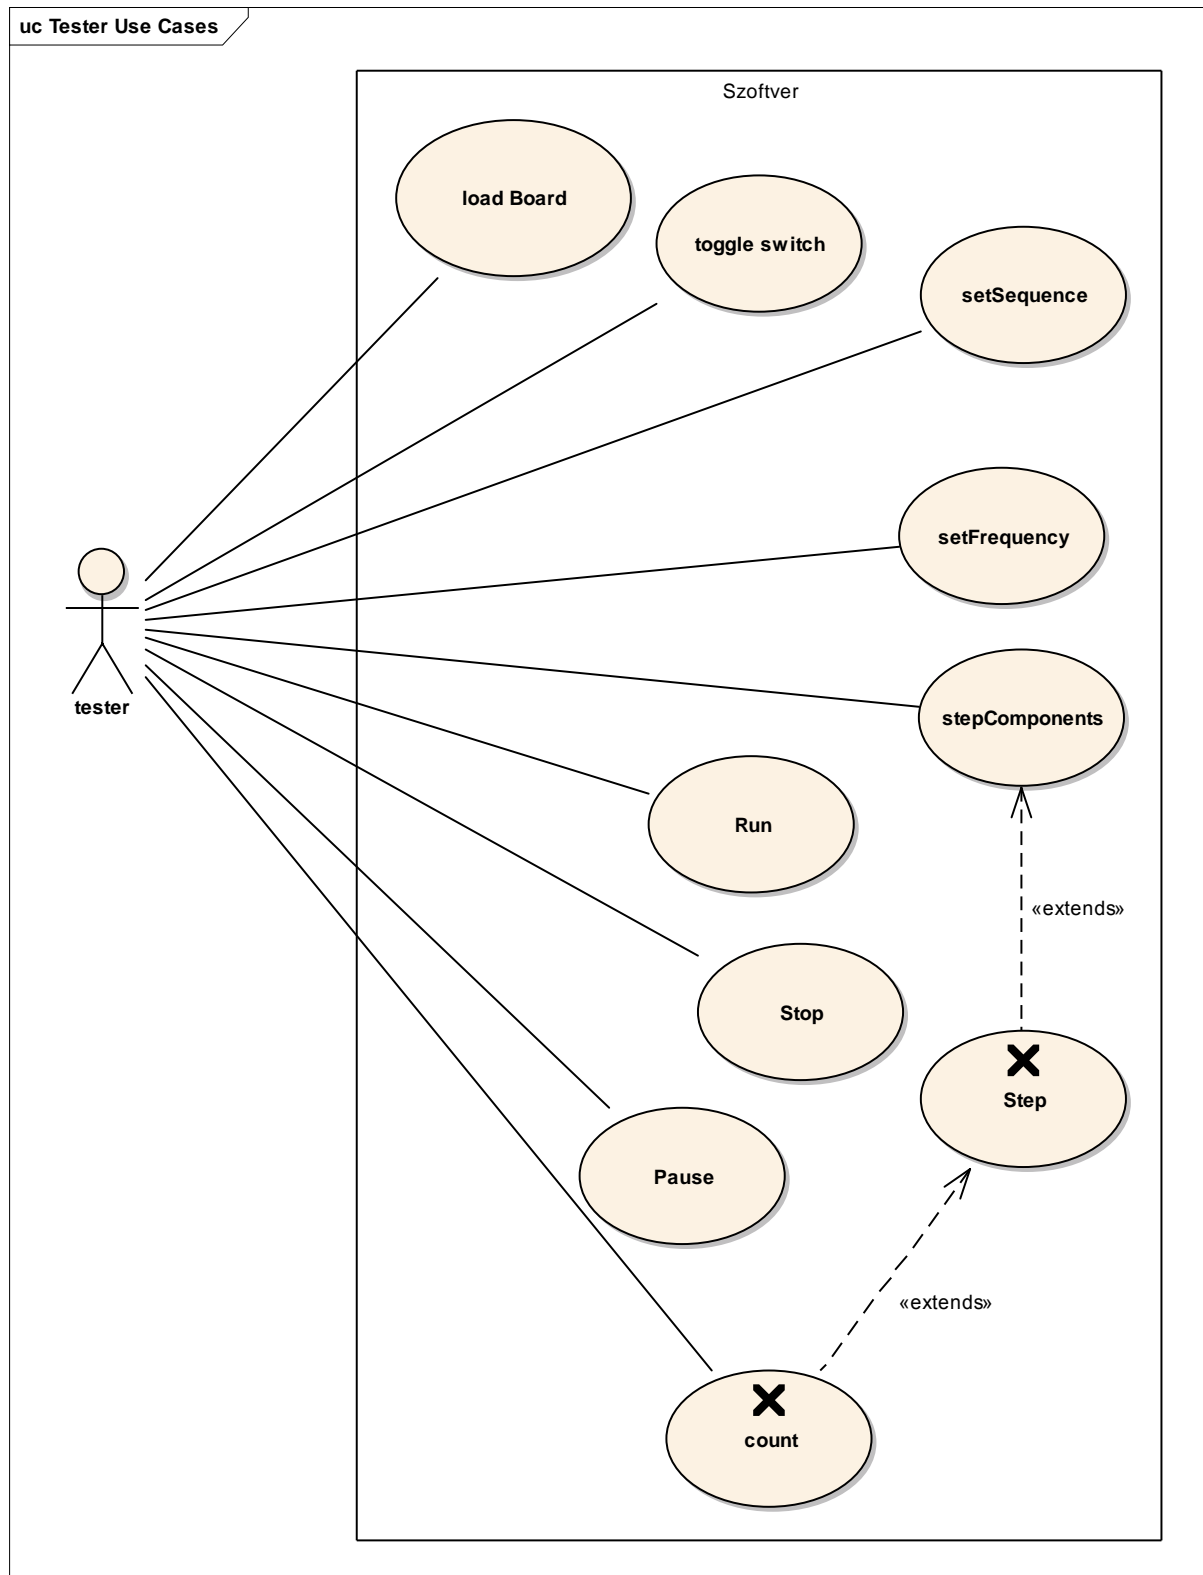 uc Tester Use Cases
Szoftver
load Board
toggle switch
setSequence
setFrequency
tester
stepComponents
Run
«extends»
Stop
Step
Pause
«extends»
count